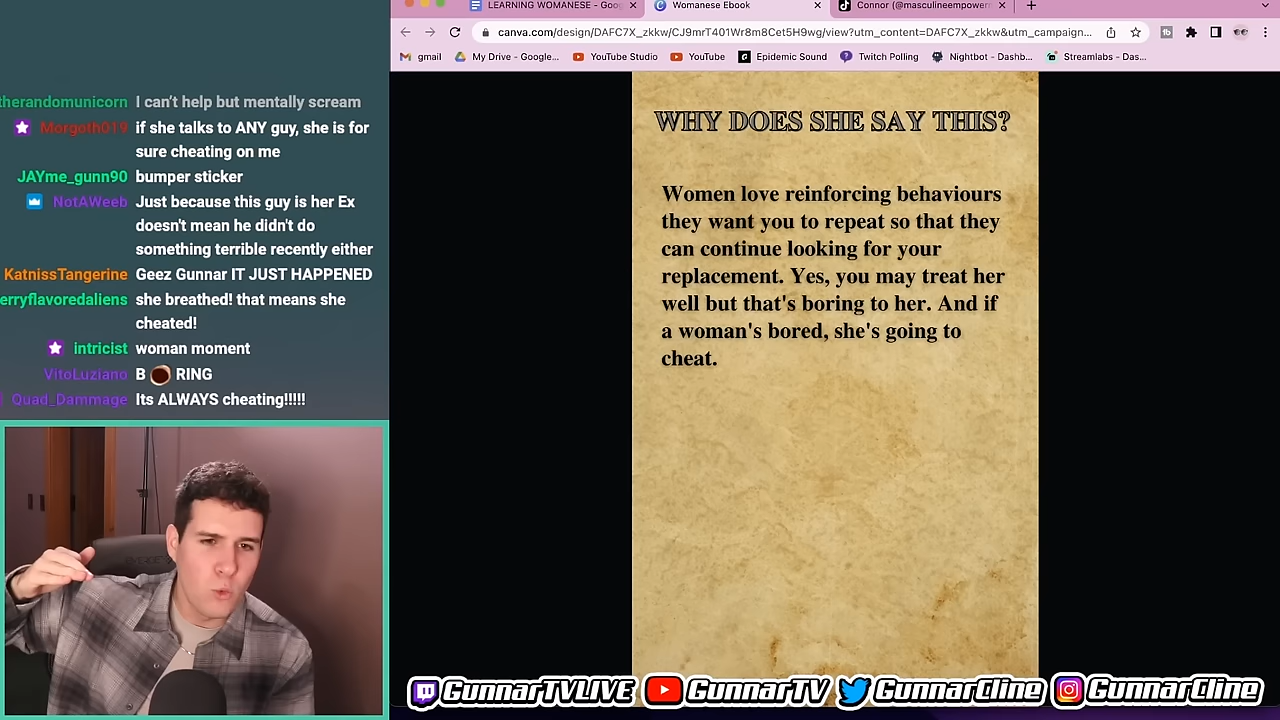 LEARNING WOMANESE - Goo
Womanese Ebook
Connor (@masculineempowerm
canva.com/design/DAFC7X_zkkw/CJ9mrT401Wr8m8Cet5H9wg/view?utm_content=DAFC7X_zkkw&utm_campaign...
gmail
My Drive - Google...
YouTube Studio
YouTube
Epidemic Sound
Twitch Polling
Nightbot - Dashb...
Streamlabs - Das...
therandomunicorn I can't help but mentally scream
Morgoth019 if she talks to ANY guy, she is for
sure cheating on me
JAYme_gunn90 bumper sticker
NotAWeeb Just because this guy is her Ex
doesn't mean he didn't do
something terrible recently either
KatnissTangerine Geez Gunnar IT JUST HAPPENED
erryflavoredaliens she breathed! that means she
cheated!
intricist woman moment
VitoLuziano B RING
Quad_Dammage Its ALWAYS cheating!!!!!
WHY DOES SHE SAY THIS?
Women love reinforcing behaviours
they want you to repeat so that they
can continue looking for your
replacement. Yes, you may treat her
well but that's boring to her. And if
a woman's bored, she's going to
cheat.
GunnarTVLIVE
GunnarTV
GunnarCline
GunnarCline